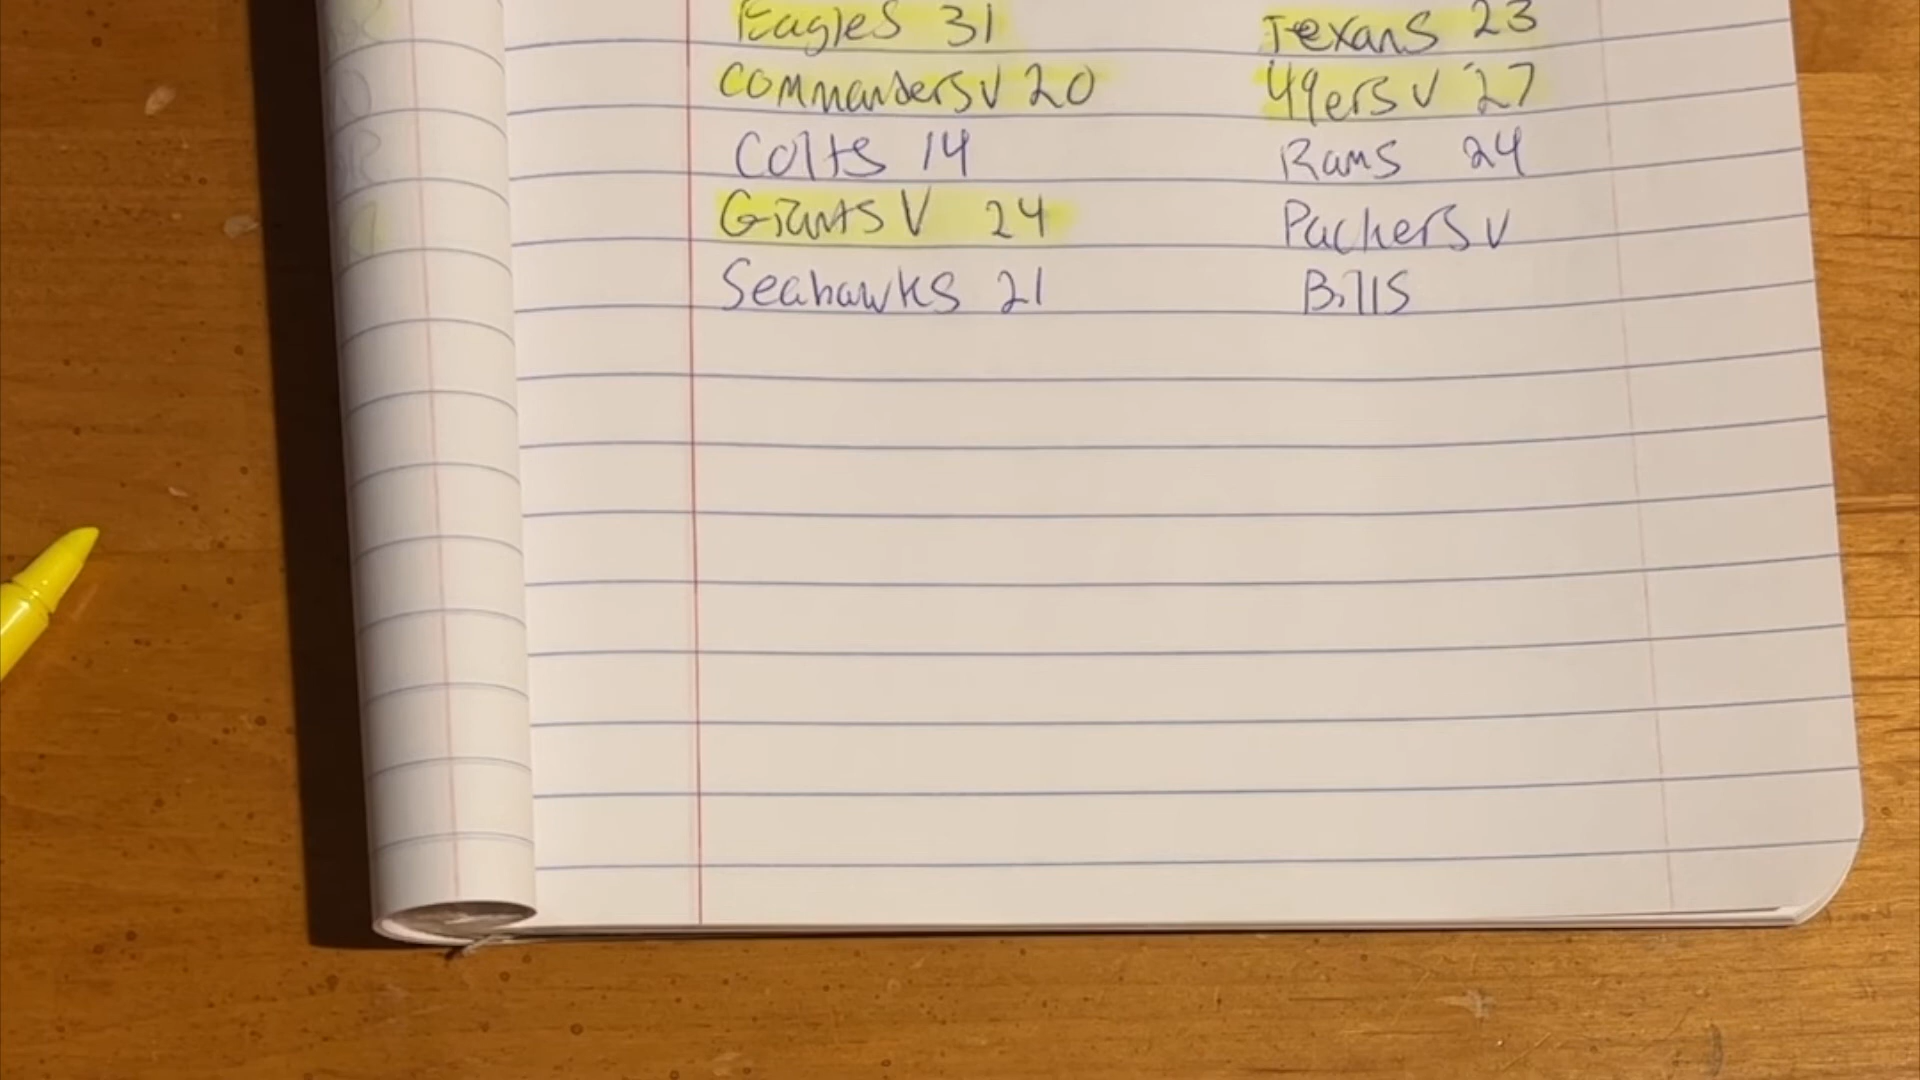 Eagles 31
Commanders V 20
Colts 14
Giants V 24
Seahawks 21
Texans 23
49ers V 27
Rams 24
Packers V
Bills